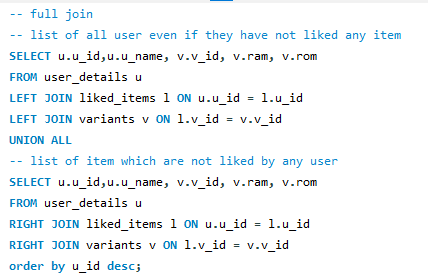 -- full join
-- list of all user even if they have not liked any item
SELECT u.u_id,u.u_name, v.v_id, v.ram, v.rom
FROM user_details u
LEFT JOIN liked_items l ON u.u_id = l.u_id
LEFT JOIN variants v ON l.v_id = v.v_id
UNION ALL
-- list of item which are not liked by any user
SELECT u.u_id,u.u_name, v.v_id, v.ram, v.rom
FROM user_details u
RIGHT JOIN liked_items l ON u.u_id = l.u_id
RIGHT JOIN variants v ON l.v_id = v.v_id
order by u_id desc;